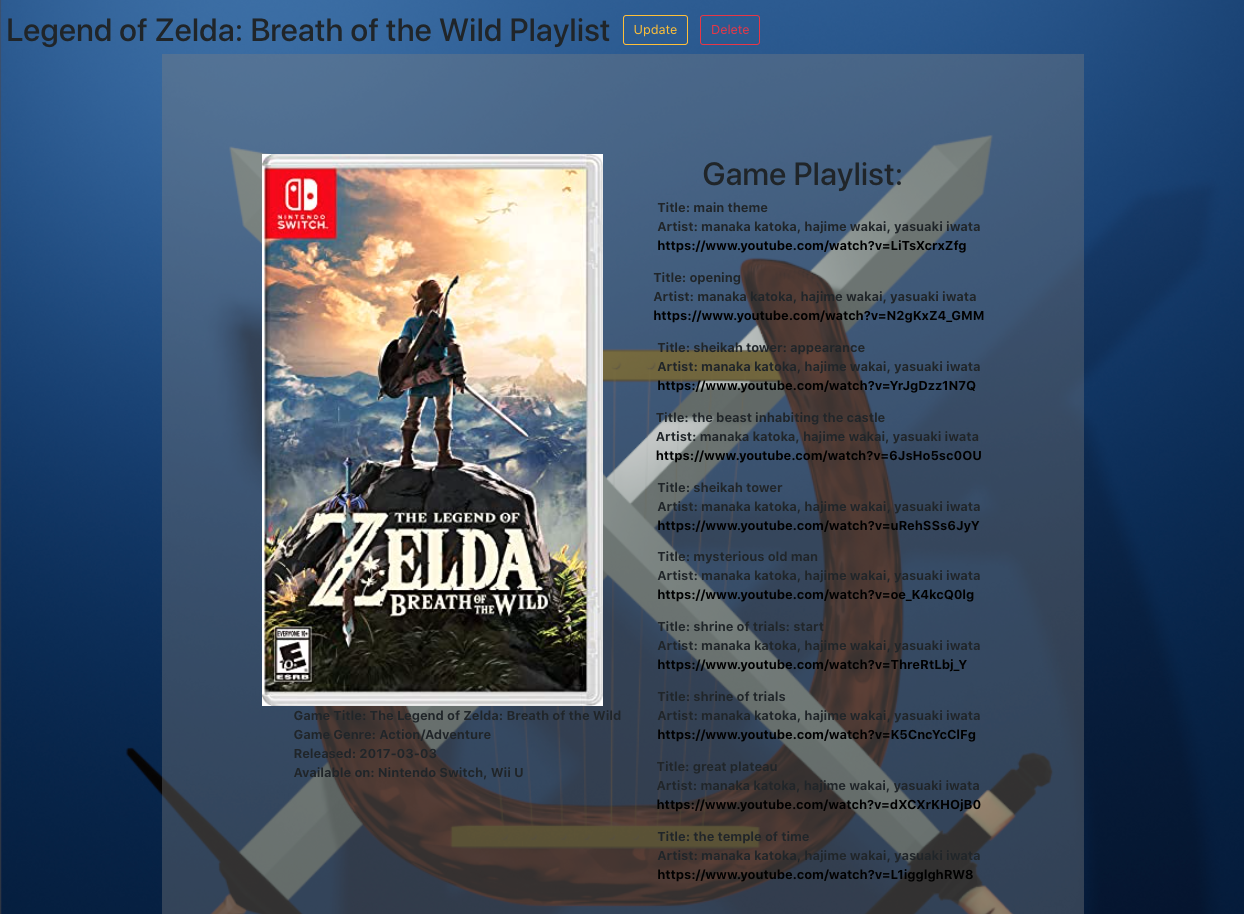 Legend of Zelda: Breath of the Wild Playlist
Update
Delete
NINTENDO
SWITCH.
THE LEGEND OF
ZELDA
BREATH OF THE WILD
EVERYONE 10+
E
10+
ESRB
Game Title: The Legend of Zelda: Breath of the Wild
Game Genre: Action/Adventure
Released: 2017-03-03
Available on: Nintendo Switch, Wii U
Game Playlist:
Title: main theme
Artist: manaka katoka, hajime wakai, yasuaki iwata
https://www.youtube.com/watch?v=LiTsXcrxZfg
Title: opening
Artist: manaka katoka, hajime wakai, yasuaki iwata
https://www.youtube.com/watch?v=N2gKxZ4_GMM
Title: sheikah tower: appearance
Artist: manaka katoka, hajime wakai, yasuaki iwata
https://www.youtube.com/watch?v=YrJgDzz1N7Q
Title: the beast inhabiting the castle
Artist: manaka katoka, hajime wakai, yasuaki iwata
https://www.youtube.com/watch?v=6JsHo5sc0OU
Title: sheikah tower
Artist: manaka katoka, hajime wakai, yasuaki iwata
https://www.youtube.com/watch?v=uRehSSs6JyY
Title: mysterious old man
Artist: manaka katoka, hajime wakai, yasuaki iwata
https://www.youtube.com/watch?v=oe_K4kcQ0lg
Title: shrine of trials: start
Artist: manaka katoka, hajime wakai, yasuaki iwata
https://www.youtube.com/watch?v=ThreRtLbj_Y
Title: shrine of trials
Artist: manaka katoka, hajime wakai, yasuaki iwata
https://www.youtube.com/watch?v=K5CncYcClFg
Title: great plateau
Artist: manaka katoka, hajime wakai, yasuaki iwata
https://www.youtube.com/watch?v=dXCXrKHOjB0
Title: the temple of time
Artist: manaka katoka, hajime wakai, yasuaki iwata
https://www.youtube.com/watch?v=L1igglghRW8